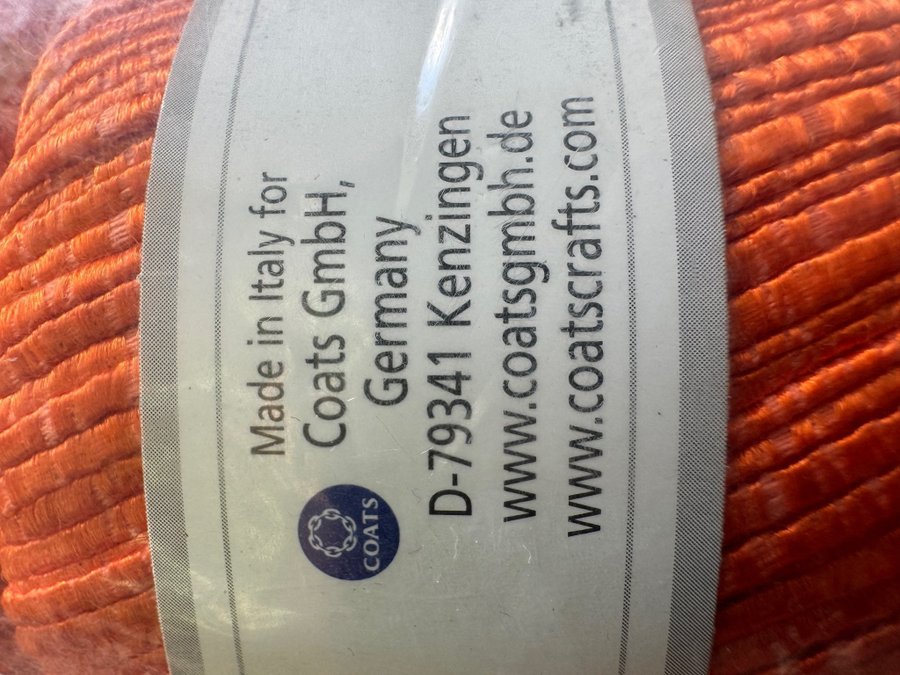 Made in Italy for
Coats GmbH,
Germany
D-79341 Kenzingen
www.coatsgmbh.de
www.coatscrafts.com
COATS